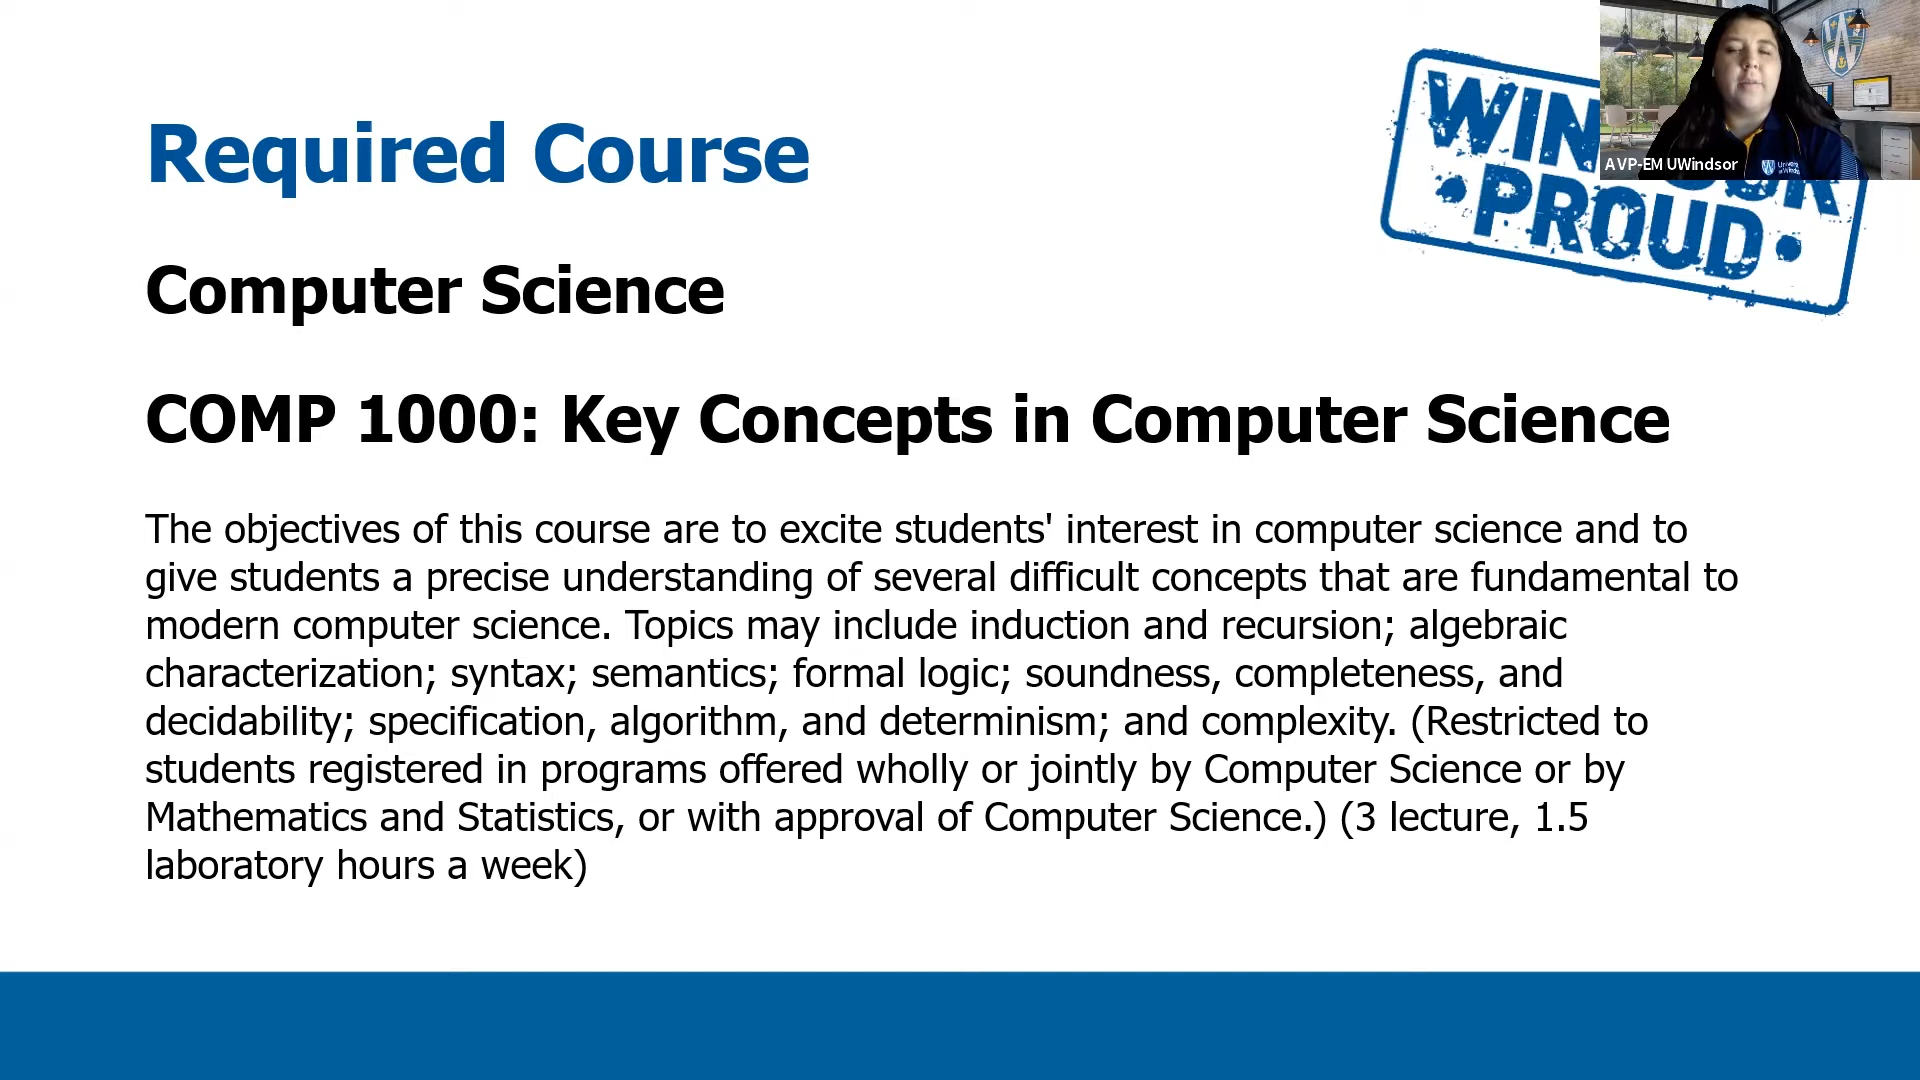 Required Course
Computer Science
COMP 1000: Key Concepts in Computer Science
The objectives of this course are to excite students' interest in computer science and to
give students a precise understanding of several difficult concepts that are fundamental to
modern computer science. Topics may include induction and recursion; algebraic
characterization; syntax; semantics; formal logic; soundness, completeness, and
decidability; specification, algorithm, and determinism; and complexity. (Restricted to
students registered in programs offered wholly or jointly by Computer Science or by
Mathematics and Statistics, or with approval of Computer Science.) (3 lecture, 1.5
laboratory hours a week)
PROUD
AVP-EM UWindsor